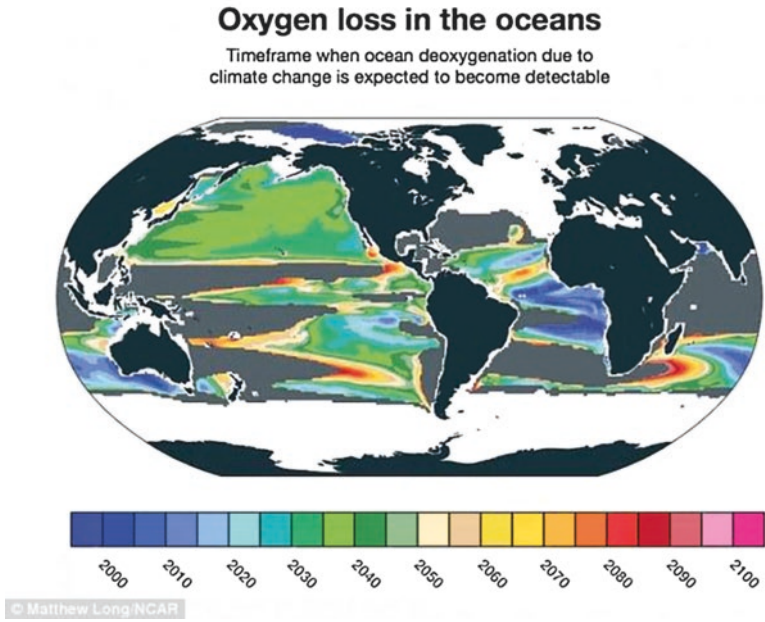 Oxygen loss in the oceans
Timeframe when ocean deoxygenation due to
climate change is expected to become detectable
2000
2010
2020
2030
2040
2050
2060
2070
2080
2090
2100
© Matthew Long/NCAR